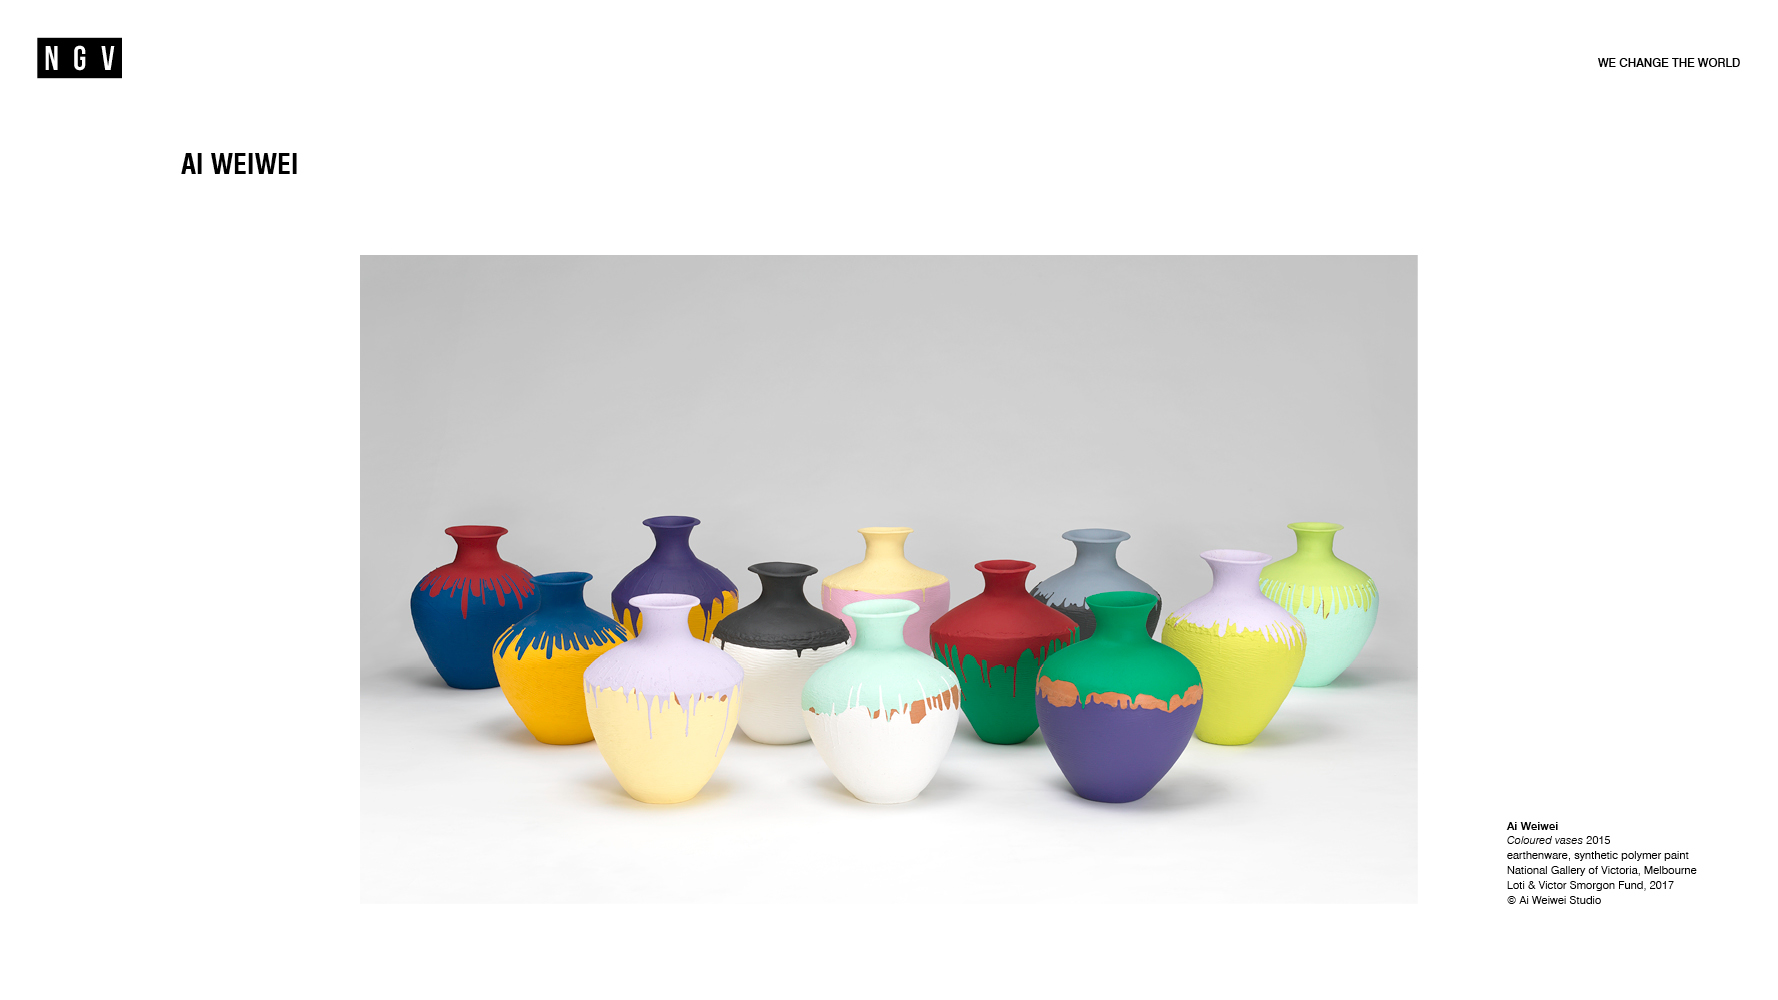 NGV
WE CHANGE THE WORLD
AI WEIWEI
Ai Weiwei
Coloured vases 2015
earthenware, synthetic polymer paint
National Gallery of Victoria, Melbourne
Loti & Victor Smorgon Fund, 2017
© Ai Weiwei Studio